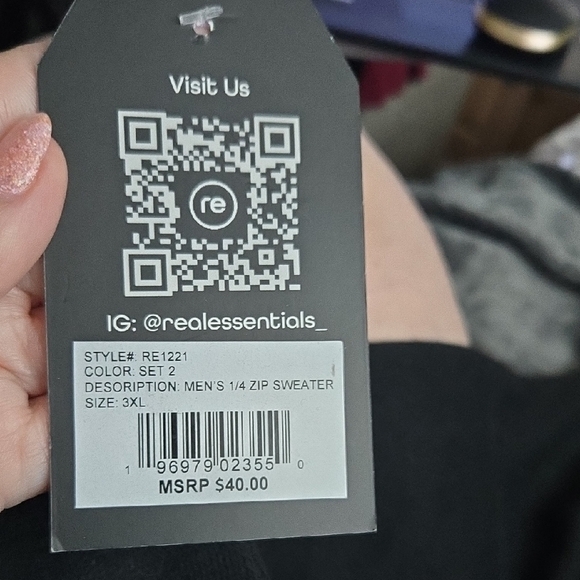 Visit Us
re
IG: @realessentials_
STYLE#: RE1221
COLOR: SET 2
DESORIPTION: MEN'S 1/4 ZIP SWEATER
SIZE: 3XL
1 96979 02355 0
MSRP $40.00